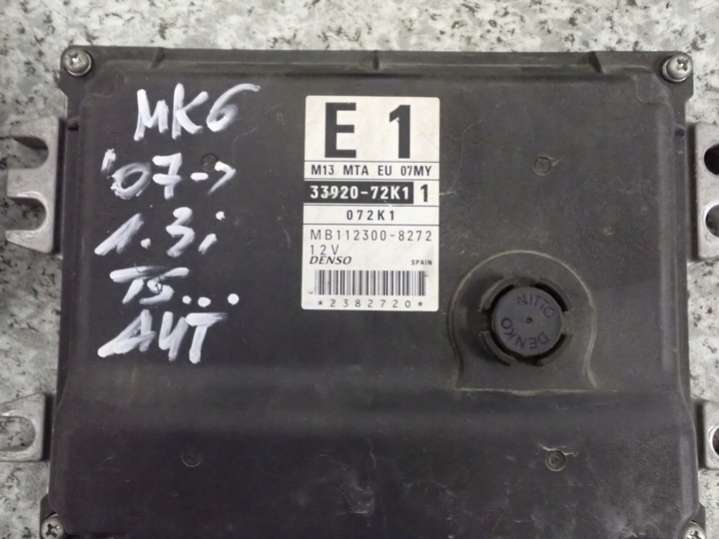 MK6
'07->
1.3i
TS...
AUT
E 1
M13 MTA EU 07MY
33920-72K1 1
072K1
MB112300-8272
12V
DENSO SPAIN
*2382720*
NITTO
DENKO